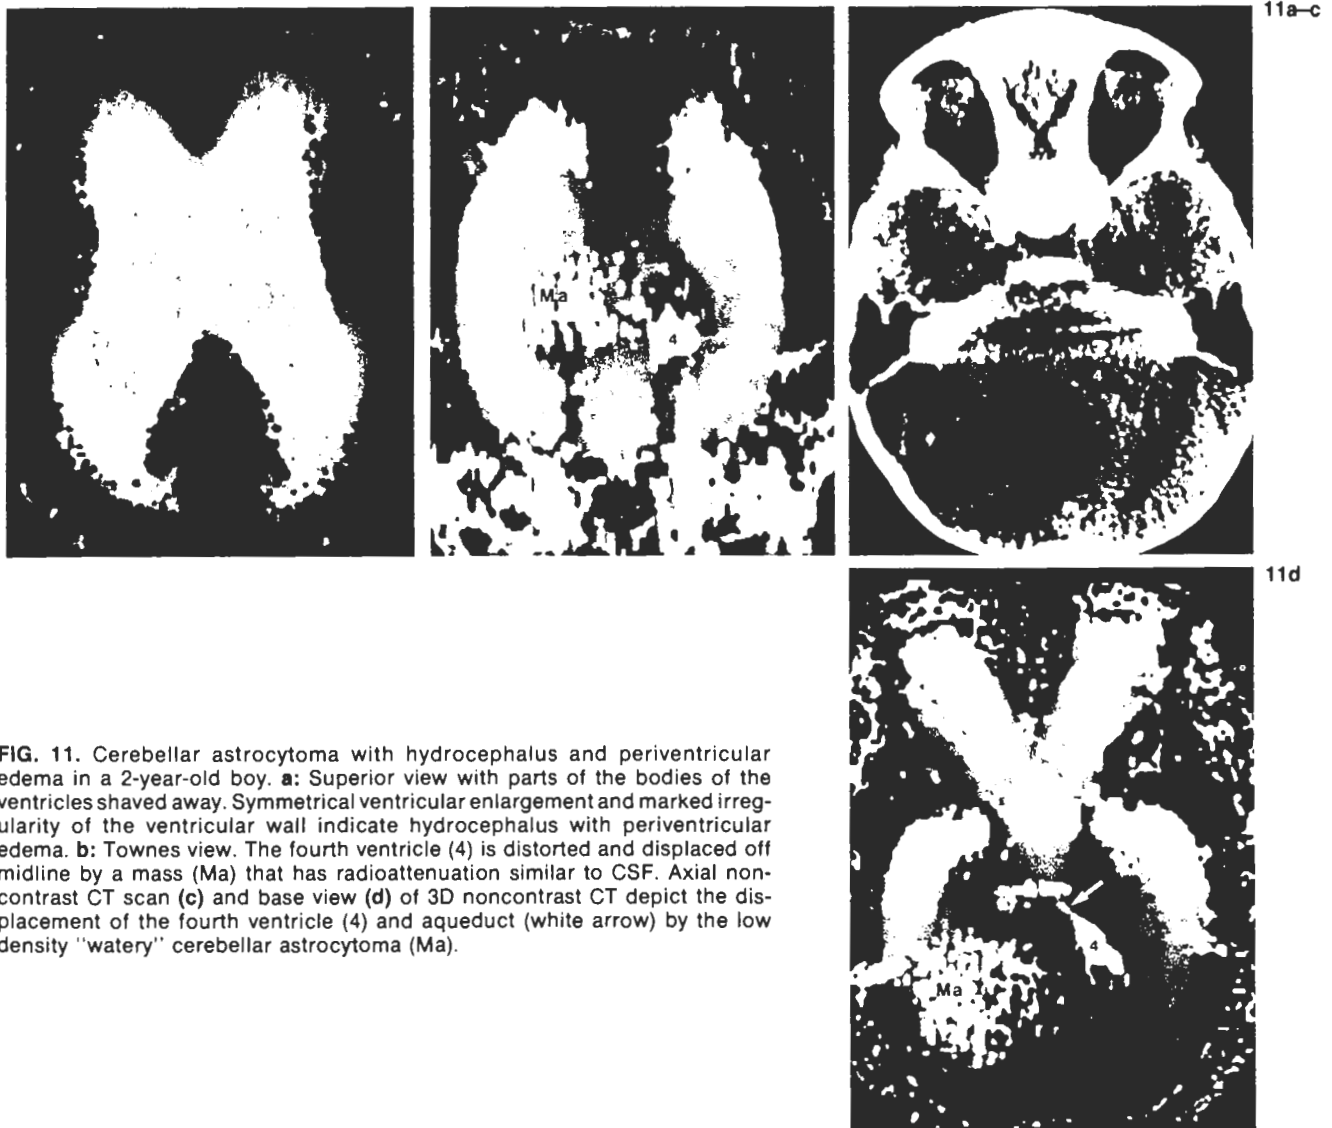 11a–c
Ma
4
4
11d
4
Ma
FIG. 11. Cerebellar astrocytoma with hydrocephalus and periventricular
edema in a 2-year-old boy. a: Superior view with parts of the bodies of the
ventricles shaved away. Symmetrical ventricular enlargement and marked irreg-
ularity of the ventricular wall indicate hydrocephalus with periventricular
edema. b: Townes view. The fourth ventricle (4) is distorted and displaced off
midline by a mass (Ma) that has radioattenuation similar to CSF. Axial non-
contrast CT scan (c) and base view (d) of 3D noncontrast CT depict the dis-
placement of the fourth ventricle (4) and aqueduct (white arrow) by the low
density "watery" cerebellar astrocytoma (Ma).